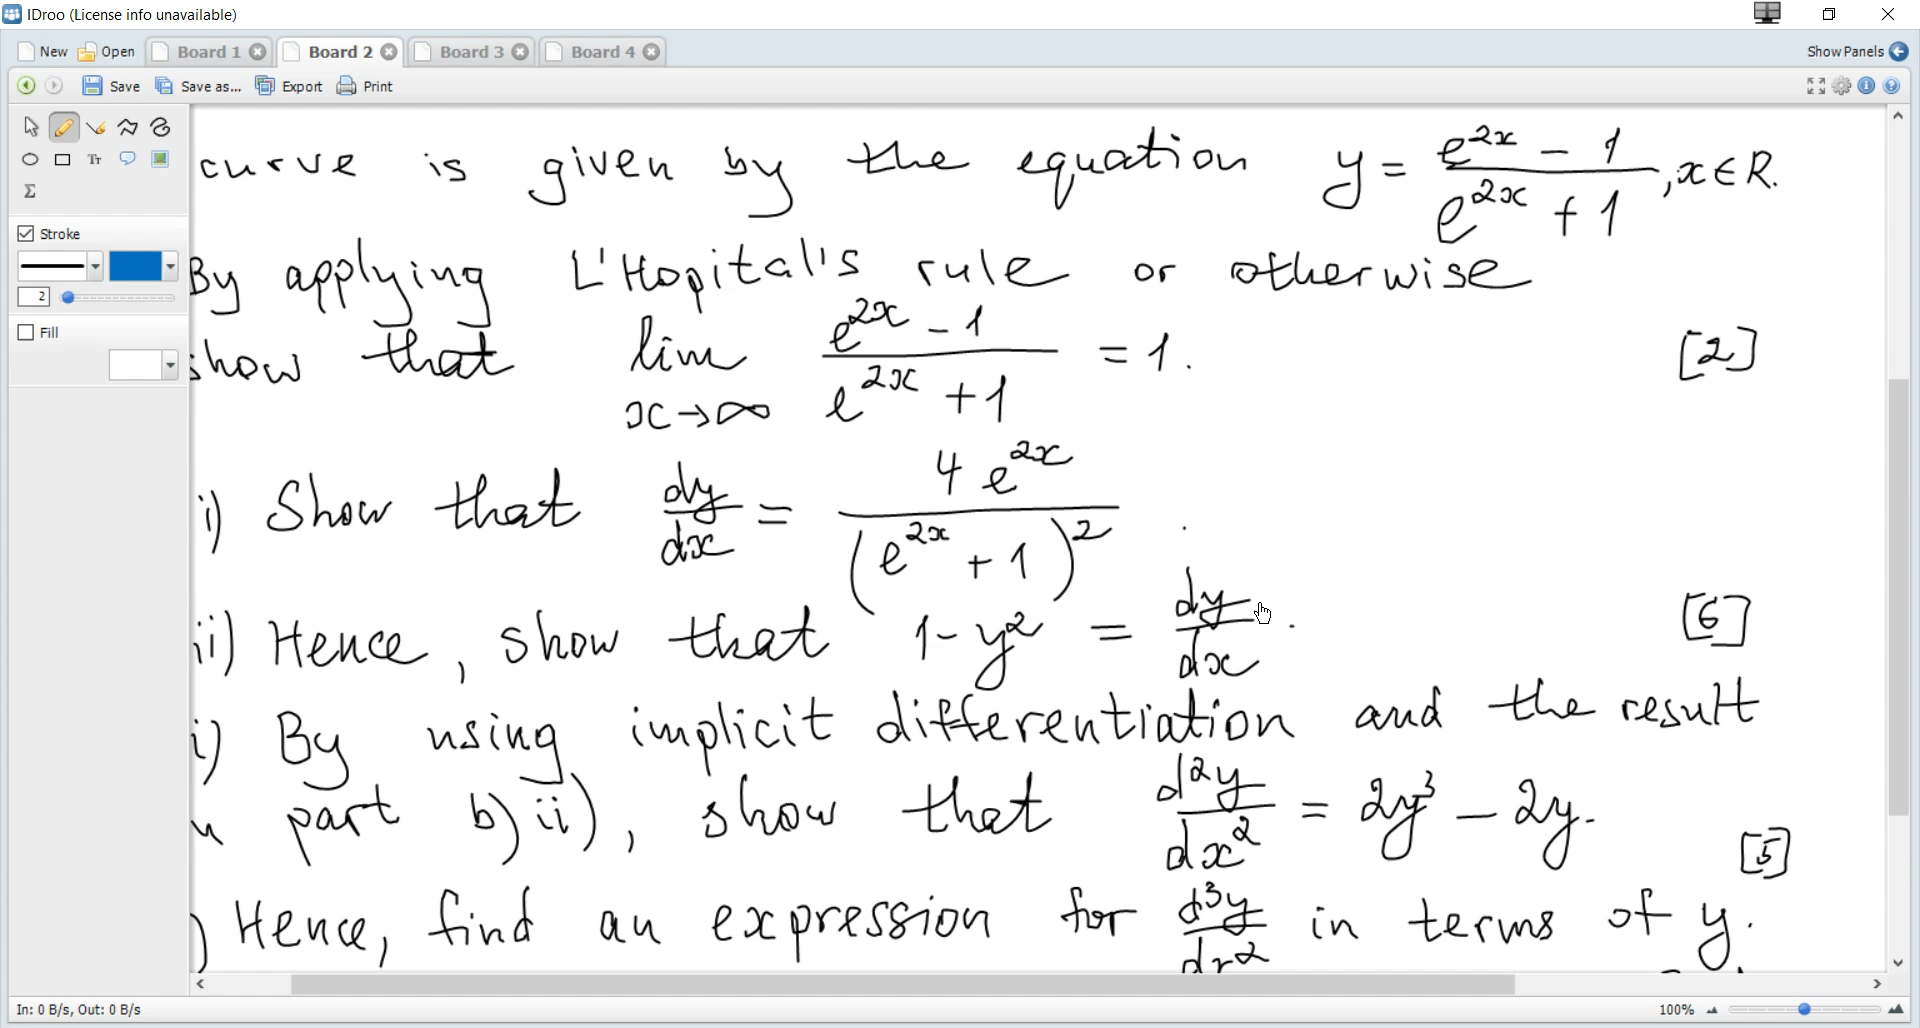 IDroo (License info unavailable)
New Open Board 1 Board 2 Board 3 Board 4 Show Panels
Save Save as... Export Print
Tт
Σ
Stroke
2
Fill
curve is given by the equation y = (e^{2x} - 1)/(e^{2x} + 1), x ∈ R.
By applying L'Hopital's rule or otherwise
show that lim x→∞ (e^{2x} - 1)/(e^{2x} + 1) = 1. [2]
i) Show that dy/dx = 4e^{2x}/(e^{2x} + 1)^2.
ii) Hence, show that 1 - y^2 = dy/dx. [6]
i) By using implicit differentiation and the result
part b) ii), show that d^2y/dx^2 = 2y^3 - 2y. [5]
) Hence, find an expression for d^3y/dx^2 in terms of y.
In: 0 B/s, Out: 0 B/s 100%